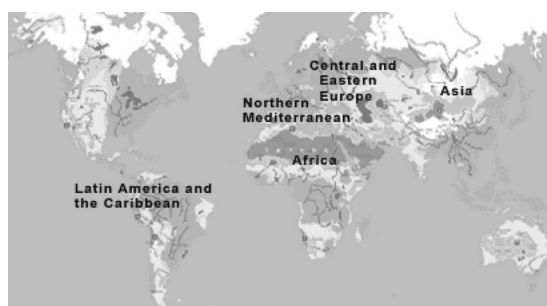 Central and
Eastern
Europe
Asia
Northern
Mediterranean
Africa
Latin America and
the Caribbean